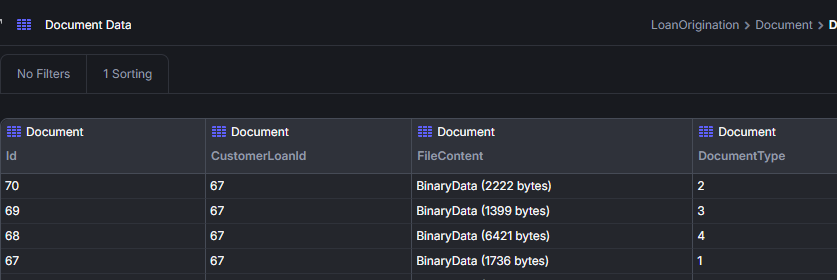 Document Data
LoanOrigination > Document > D
No Filters 1 Sorting
Document Document Document Document
Id CustomerLoanId FileContent DocumentType
70 67 BinaryData (2222 bytes) 2
69 67 BinaryData (1399 bytes) 3
68 67 BinaryData (6421 bytes) 4
67 67 BinaryData (1736 bytes) 1